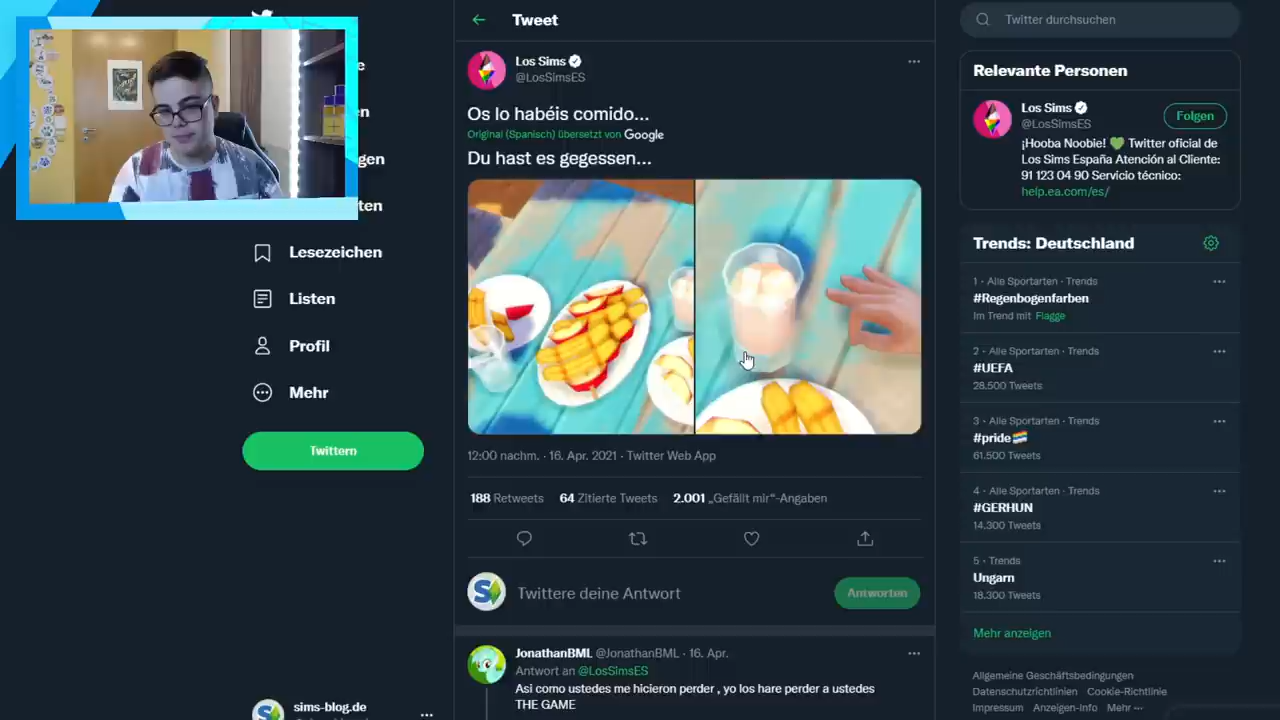 e
en
gen
ten
Lesezeichen
Listen
Profil
Mehr
Twittern
sims-blog.de
Tweet
Los Sims
@LosSimsES
Os lo habéis comido...
Original (Spanisch) übersetzt von Google
Du hast es gegessen...
12:00 nachm. · 16. Apr. 2021 · Twitter Web App
188 Retweets 64 Zitierte Tweets 2.001 „Gefällt mir“-Angaben
Twittere deine Antwort
Antworten
JonathanBML @JonathanBML · 16. Apr.
Antwort an @LosSimsES
Asi como ustedes me hicieron perder , yo los hare perder a ustedes
THE GAME
Twitter durchsuchen
Relevante Personen
Los Sims
@LosSimsES
Folgen
¡Hooba Noobie! 💚 Twitter oficial de
Los Sims España Atención al Cliente:
91 123 04 90 Servicio técnico:
help.ea.com/es/
Trends: Deutschland
1 · Alle Sportarten · Trends
#Regenbogenfarben
Im Trend mit Flagge
2 · Alle Sportarten · Trends
#UEFA
28.500 Tweets
3 · Alle Sportarten · Trends
#pride
61.500 Tweets
4 · Alle Sportarten · Trends
#GERHUN
14.300 Tweets
5 · Trends
Ungarn
18.300 Tweets
Mehr anzeigen
Allgemeine Geschäftsbedingungen
Datenschutzrichtlinien Cookie-Richtlinie
Impressum Anzeigen-Info Mehr ···